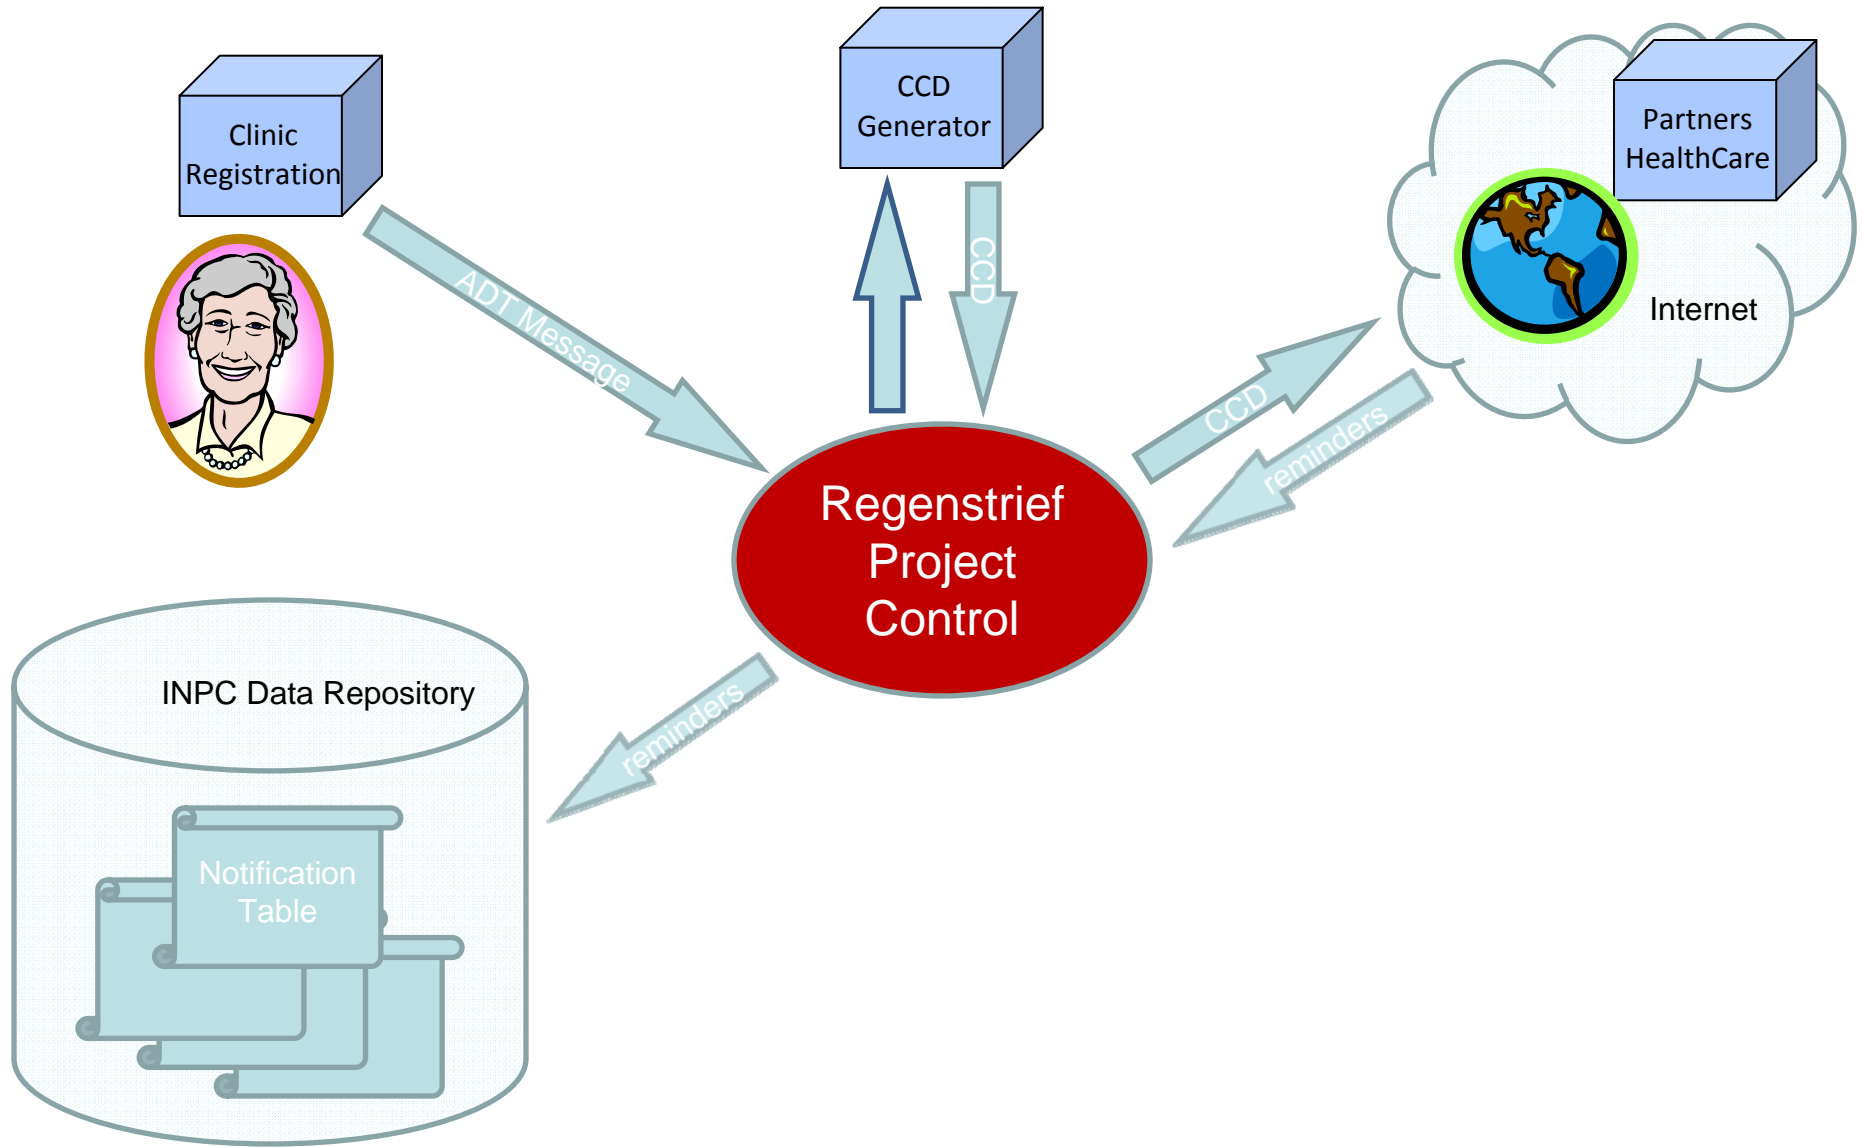 Clinic
Registration
CCD
Generator
Partners
HealthCare
Internet
ADT Message
CCD
CCD
reminders
Regenstrief
Project
Control
reminders
INPC Data Repository
Notification
Table